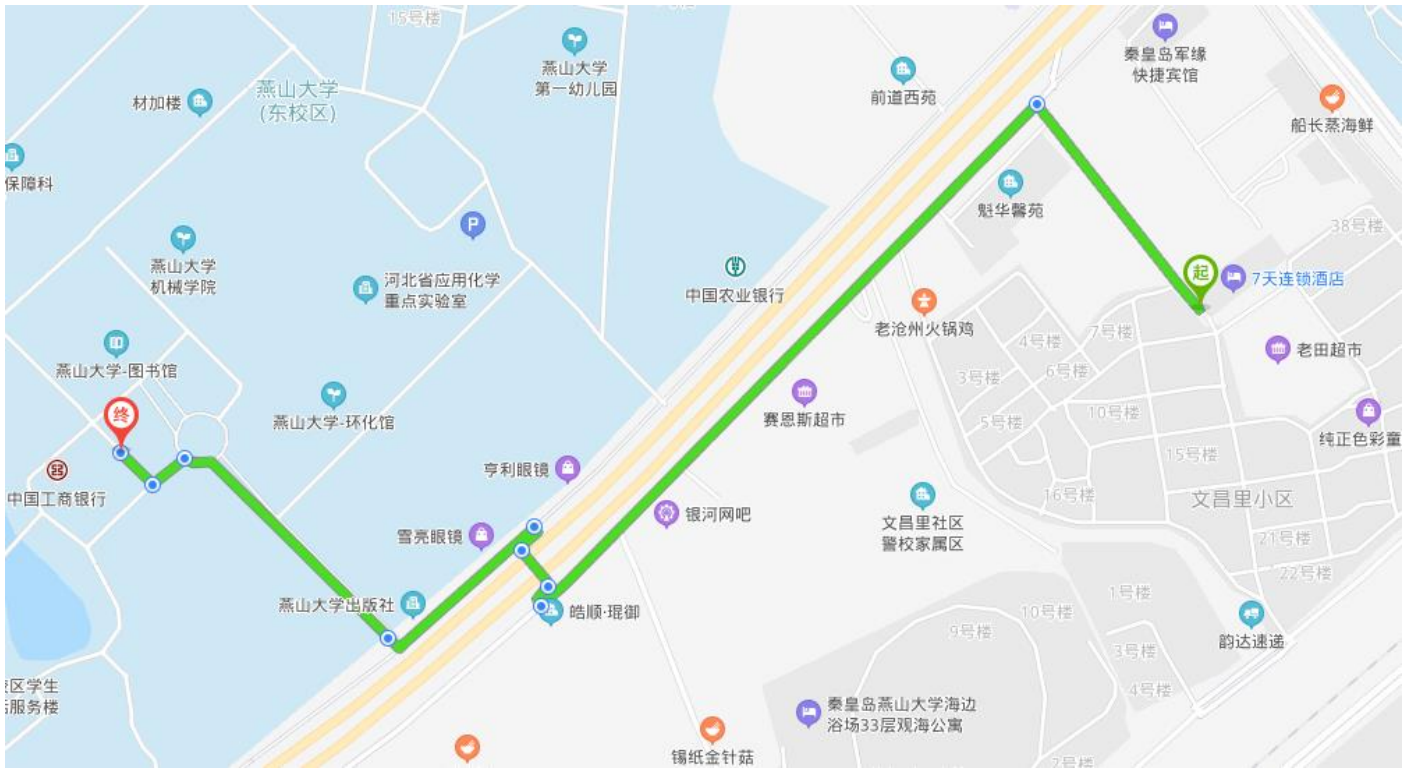 15号楼
燕山大学
第一幼儿园
燕山大学
(东校区)
材加楼
保障科
前道西苑
秦皇岛军缘
快捷宾馆
船长蒸海鲜
P
魁华馨苑
38号楼
燕山大学
机械学院
河北省应用化学
重点实验室
中国农业银行
起
7天连锁酒店
老沧州火锅鸡
4号楼
7号楼
老田超市
燕山大学-图书馆
6号楼
3号楼
终
燕山大学-环化馆
赛恩斯超市
5号楼
10号楼
纯正色彩童
15号楼
亨利眼镜
中国工商银行
16号楼
文昌里小区
银河网吧
文昌里社区
警校家属区
雪亮眼镜
21号楼
22号楼
燕山大学出版社
皓顺·琨御
1号楼
10号楼
9号楼
韵达速递
3号楼
4号楼
校区学生
活服务楼
秦皇岛燕山大学海边
浴场33层观海公寓
锡纸金针菇
2号楼